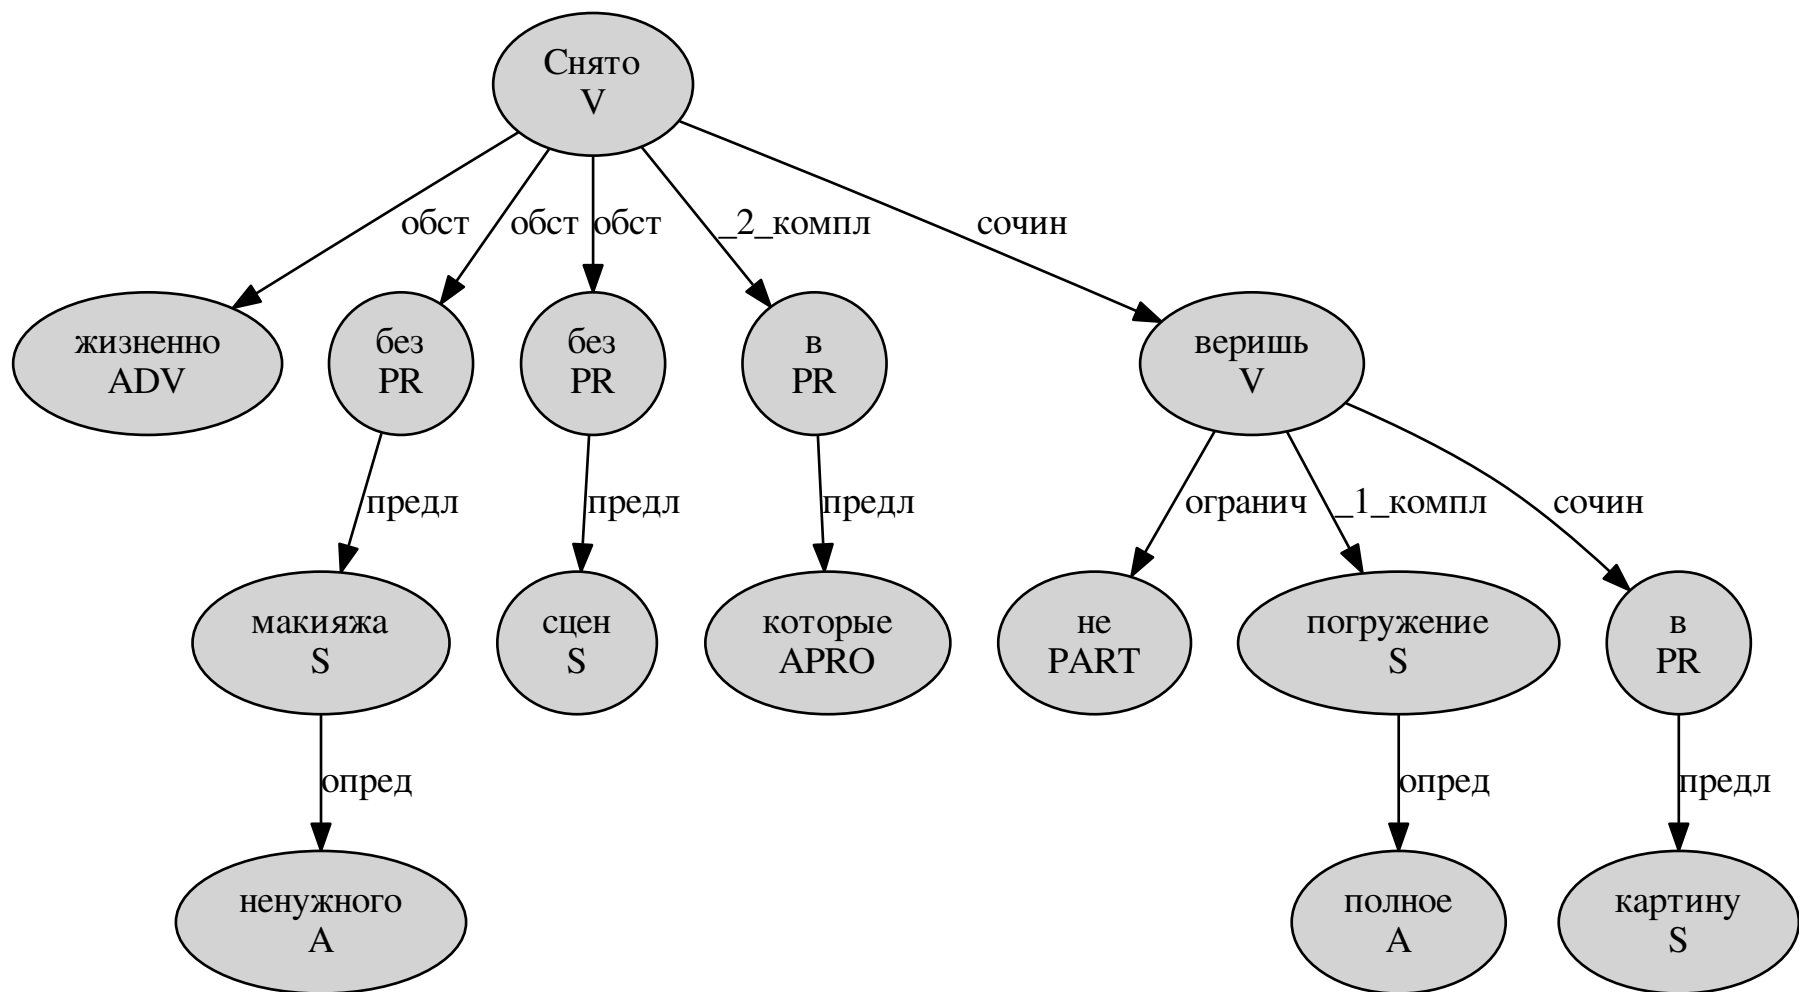 Снято
V
обст
обст
обст
_2_компл
сочин
жизненно
ADV
без
PR
без
PR
в
PR
веришь
V
предл
предл
предл
огранич
_1_компл
сочин
макияжа
S
сцен
S
которые
APRO
не
PART
погружение
S
в
PR
опред
опред
предл
ненужного
A
полное
A
картину
S